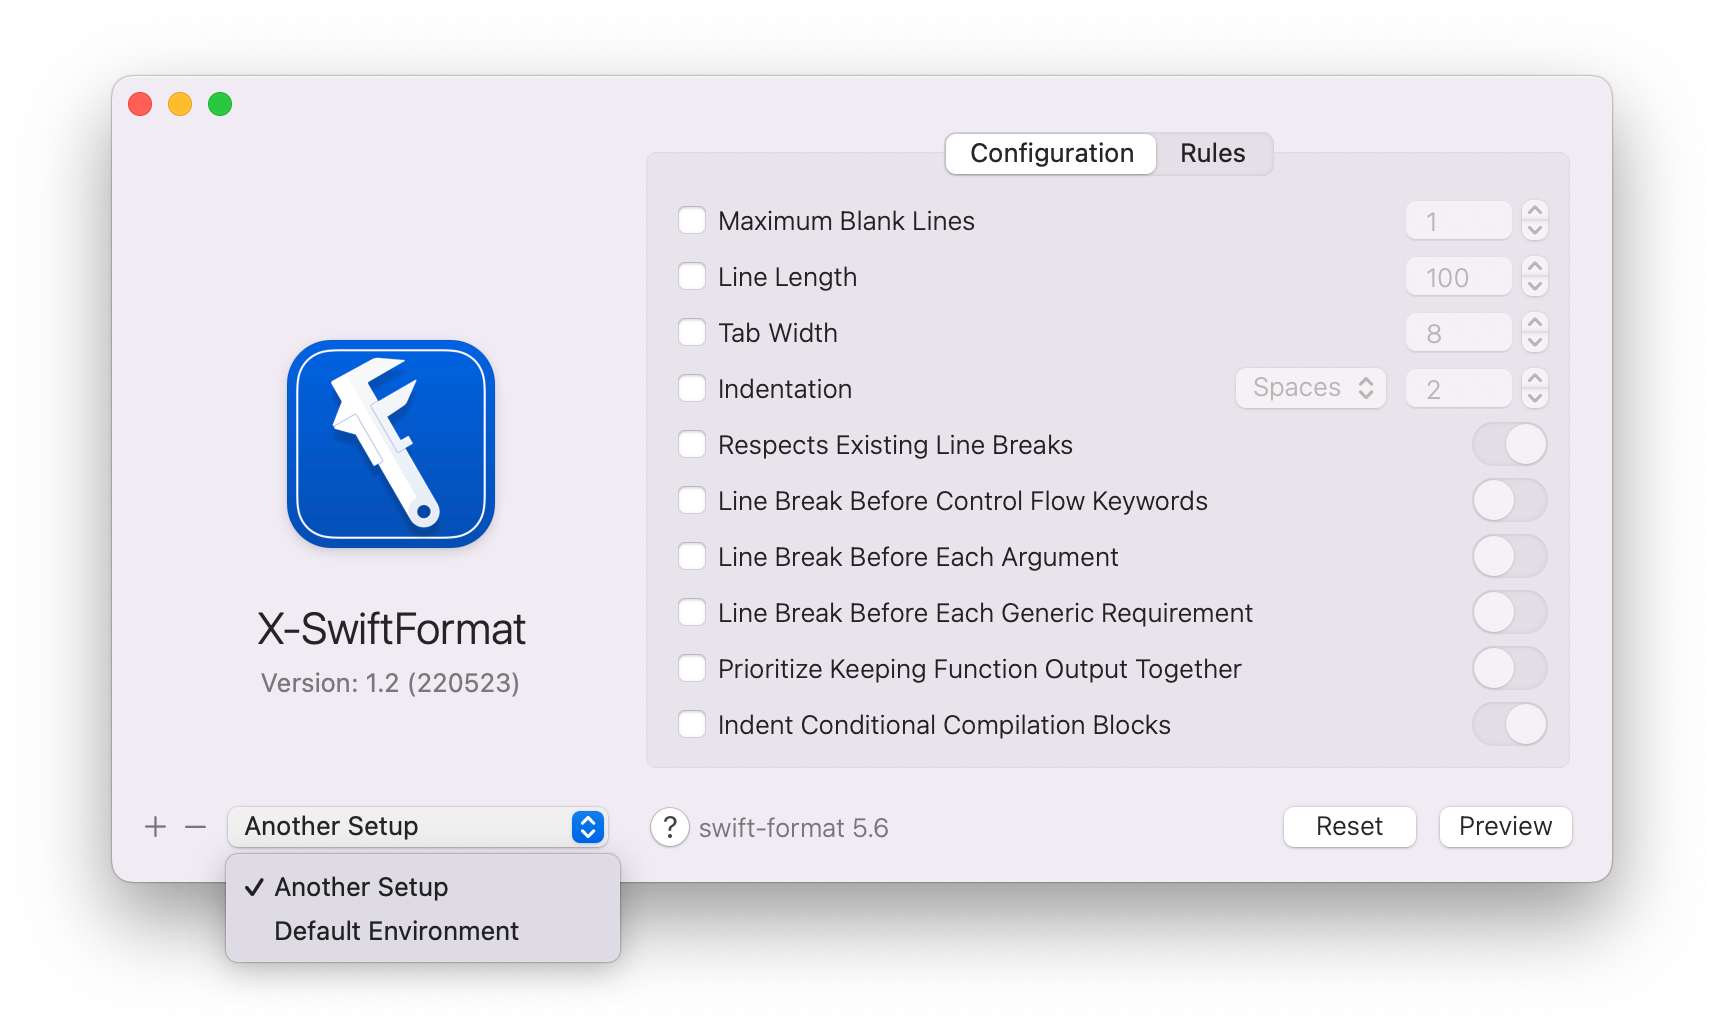 Configuration Rules
Maximum Blank Lines 1
Line Length 100
Tab Width 8
Indentation Spaces 2
Respects Existing Line Breaks
Line Break Before Control Flow Keywords
Line Break Before Each Argument
Line Break Before Each Generic Requirement
Prioritize Keeping Function Output Together
Indent Conditional Compilation Blocks
X-SwiftFormat
Version: 1.2 (220523)
+ − Another Setup
? swift-format 5.6
Reset Preview
✓ Another Setup
Default Environment